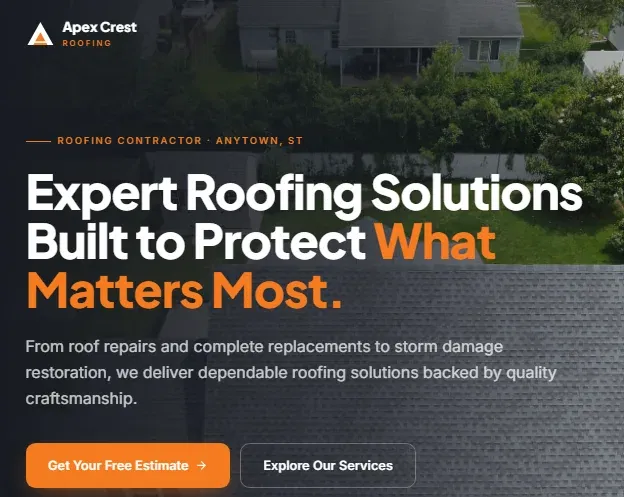 Apex Crest
ROOFING
ROOFING CONTRACTOR · ANYTOWN, ST
Expert Roofing Solutions
Built to Protect What
Matters Most.
From roof repairs and complete replacements to storm damage
restoration, we deliver dependable roofing solutions backed by quality
craftsmanship.
Get Your Free Estimate →
Explore Our Services